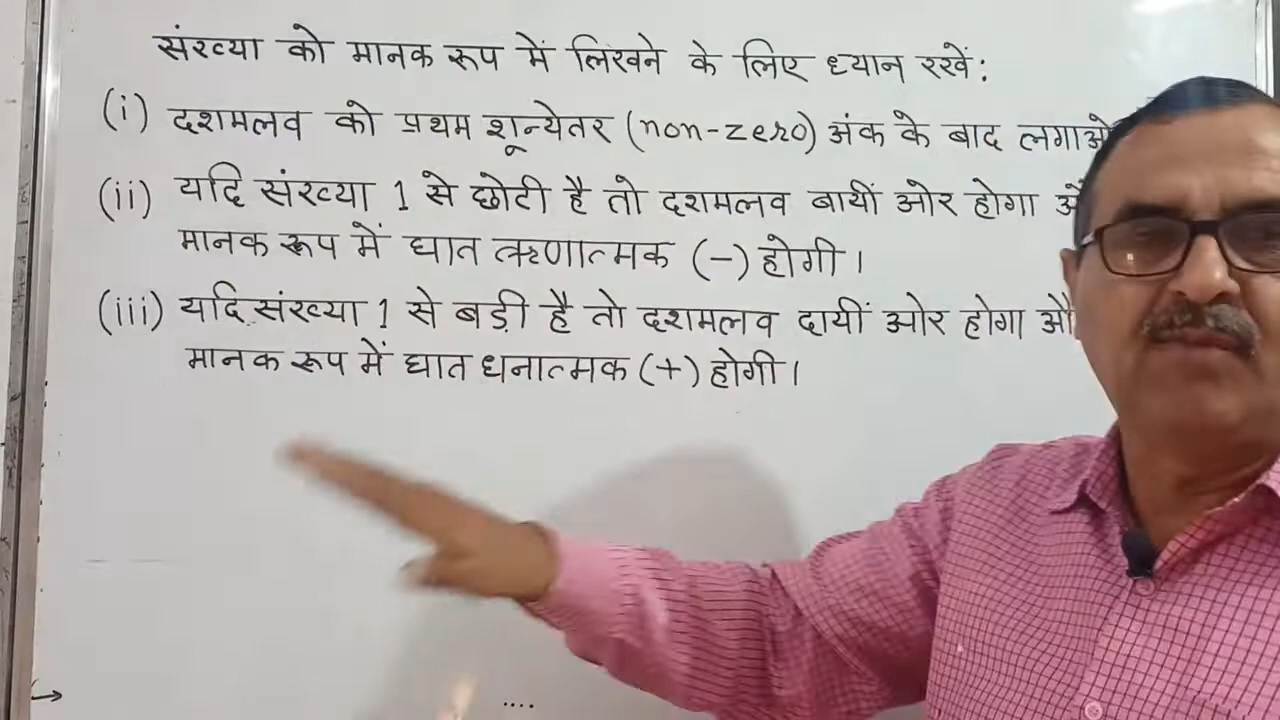 संख्या को मानक रूप में लिखने के लिए ध्यान रखें:
(i) दशमलव को प्रथम शून्येतर (non-zero) अंक के बाद लगाओ
(ii) यदि संख्या 1 से छोटी है तो दशमलव बायीं ओर होगा
मानक रूप में घात ऋणात्मक (-) होगी।
(iii) यदि संख्या 1 से बड़ी है तो दशमलव दायीं ओर होगा
मानक रूप में घात धनात्मक (+) होगी।